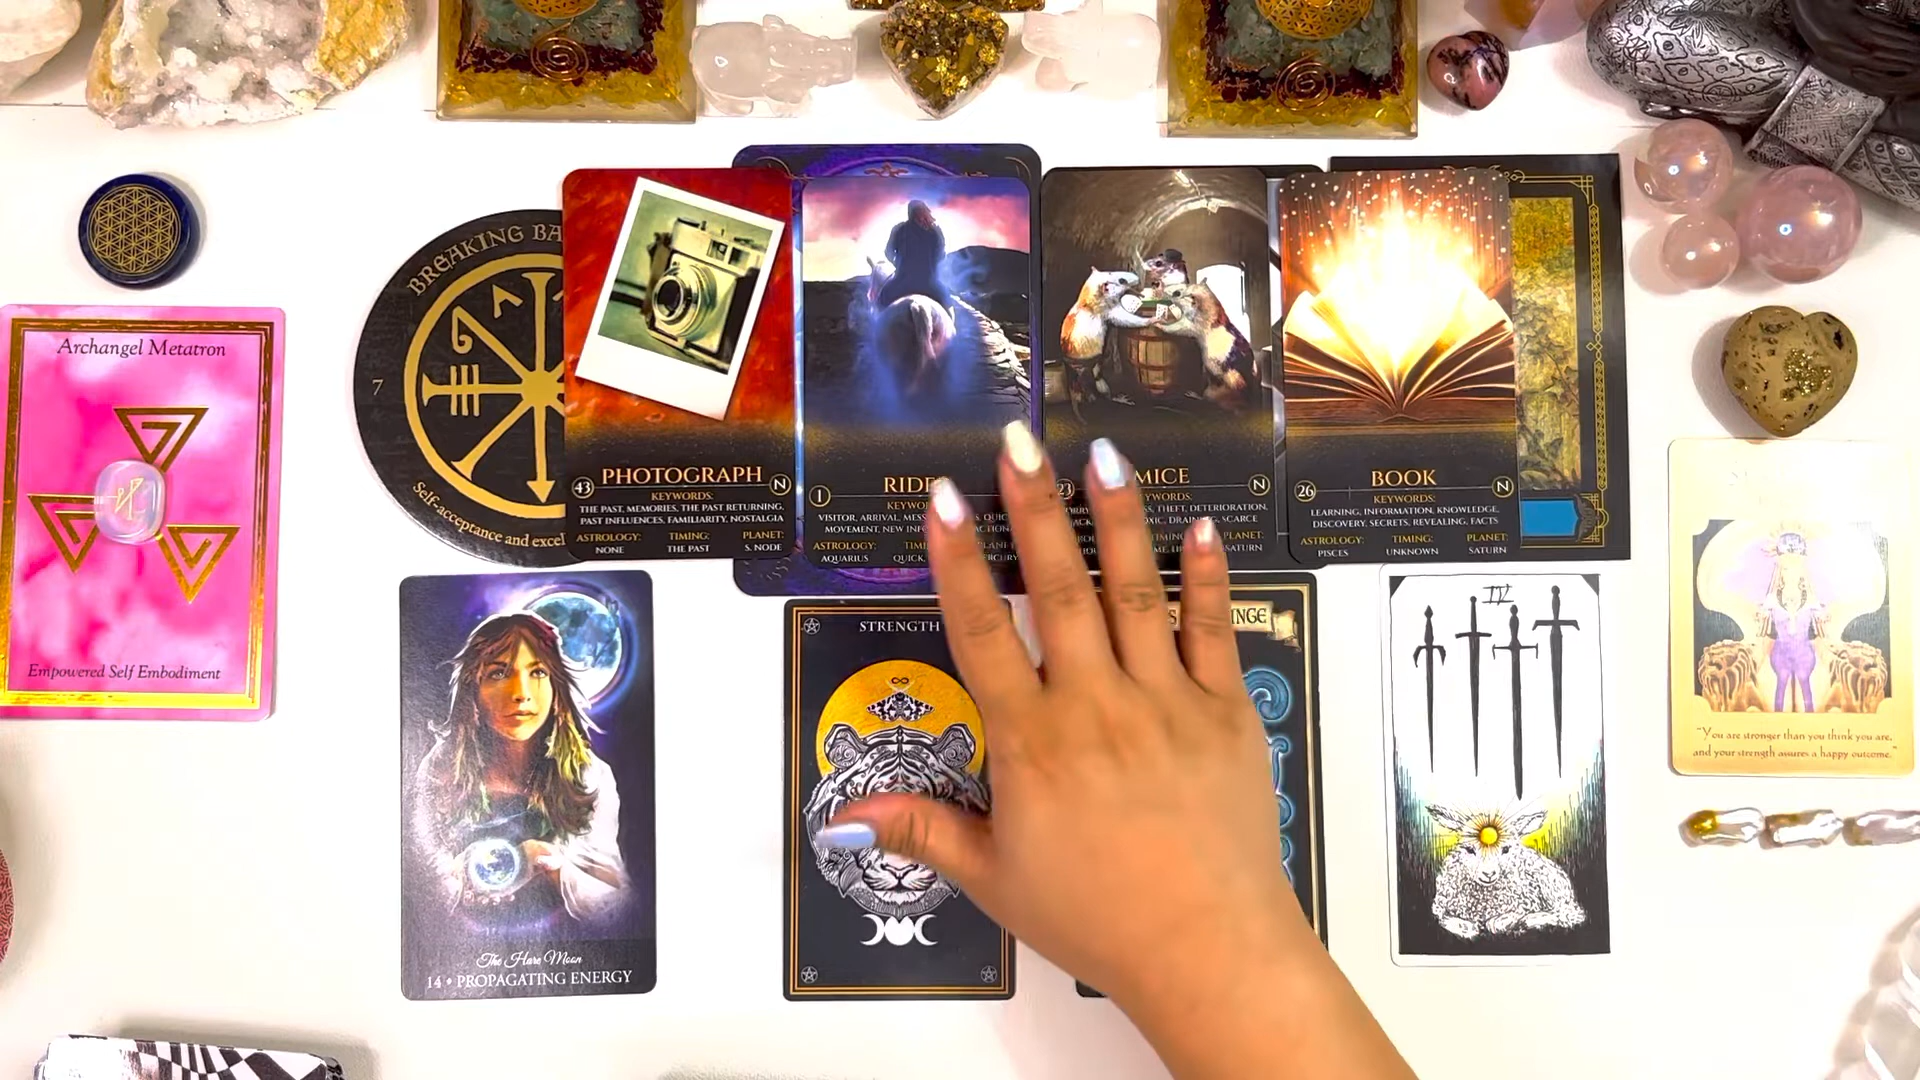 Archangel Metatron
Empowered Self Embodiment
BREAKING
7
Self-acceptance and
PHOTOGRAPH
43
N
KEYWORDS:
THE PAST, MEMORIES, THE PAST RETURNING,
PAST INFLUENCES, FAMILIARITY, NOSTALGIA
ASTROLOGY: TIMING: PLANET:
NONE THE PAST S. NODE
1
VISITOR, ARRIVAL,
MOVEMENT, NEW
ASTROLOGY:
AQUARIUS QUICK,
MICE
23
N
THEFT, DETERIORATION,
SCARCE
SATURN
BOOK
26
N
KEYWORDS:
LEARNING, INFORMATION, KNOWLEDGE,
DISCOVERY, SECRETS, REVEALING, FACTS
ASTROLOGY: TIMING: PLANET:
PISCES UNKNOWN SATURN
The Hare Moon
14 • PROPAGATING ENERGY
STRENGTH
IV
"You are stronger than you think you are,
and your strength assures a happy outcome."